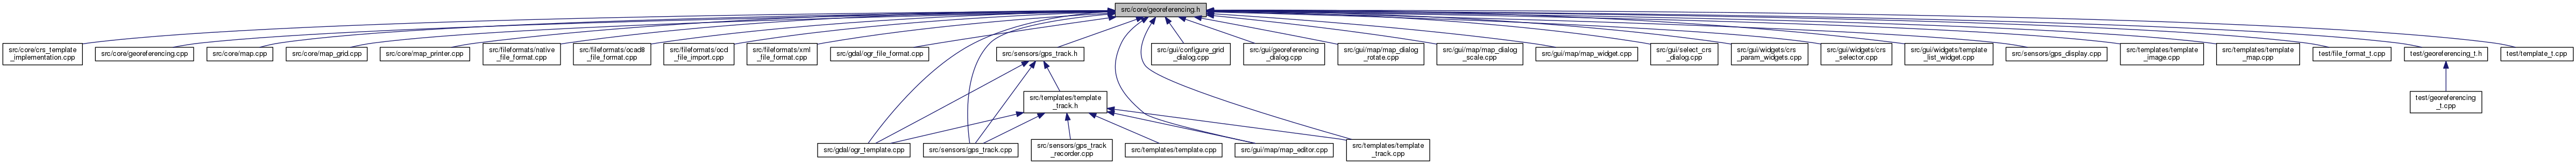 src/core/georeferencing.h
src/core/crs_template
_implementation.cpp
src/core/georeferencing.cpp
src/core/map.cpp
src/core/map_grid.cpp
src/core/map_printer.cpp
src/fileformats/native
_file_format.cpp
src/fileformats/ocad8
_file_format.cpp
src/fileformats/ocd
_file_import.cpp
src/fileformats/xml
_file_format.cpp
src/gdal/ogr_file_format.cpp
src/sensors/gps_track.h
src/gui/configure_grid
_dialog.cpp
src/gui/georeferencing
_dialog.cpp
src/gui/map/map_dialog
_rotate.cpp
src/gui/map/map_dialog
_scale.cpp
src/gui/map/map_widget.cpp
src/gui/select_crs
_dialog.cpp
src/gui/widgets/crs
_param_widgets.cpp
src/gui/widgets/crs
_selector.cpp
src/gui/widgets/template
_list_widget.cpp
src/sensors/gps_display.cpp
src/templates/template
_image.cpp
src/templates/template
_map.cpp
test/file_format_t.cpp
test/georeferencing_t.h
test/template_t.cpp
src/templates/template
_track.h
test/georeferencing
_t.cpp
src/gdal/ogr_template.cpp
src/sensors/gps_track.cpp
src/sensors/gps_track
_recorder.cpp
src/templates/template.cpp
src/gui/map/map_editor.cpp
src/templates/template
_track.cpp